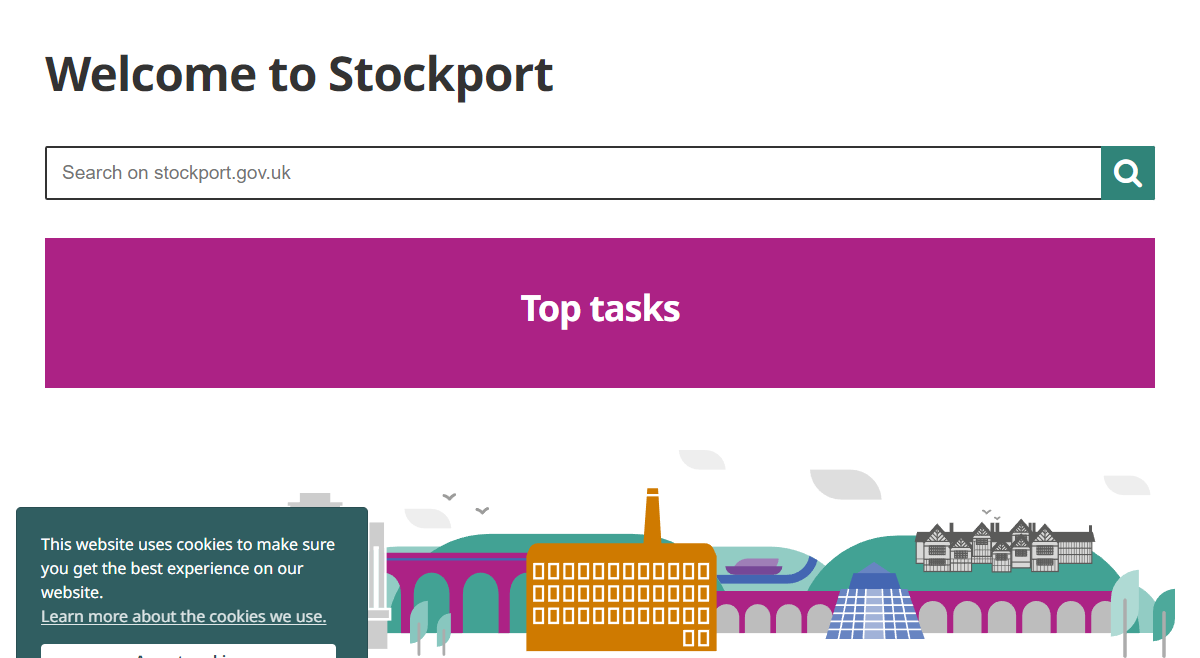 Welcome to Stockport
Search on stockport.gov.uk
Top tasks
This website uses cookies to make sure
you get the best experience on our
website.
Learn more about the cookies we use.